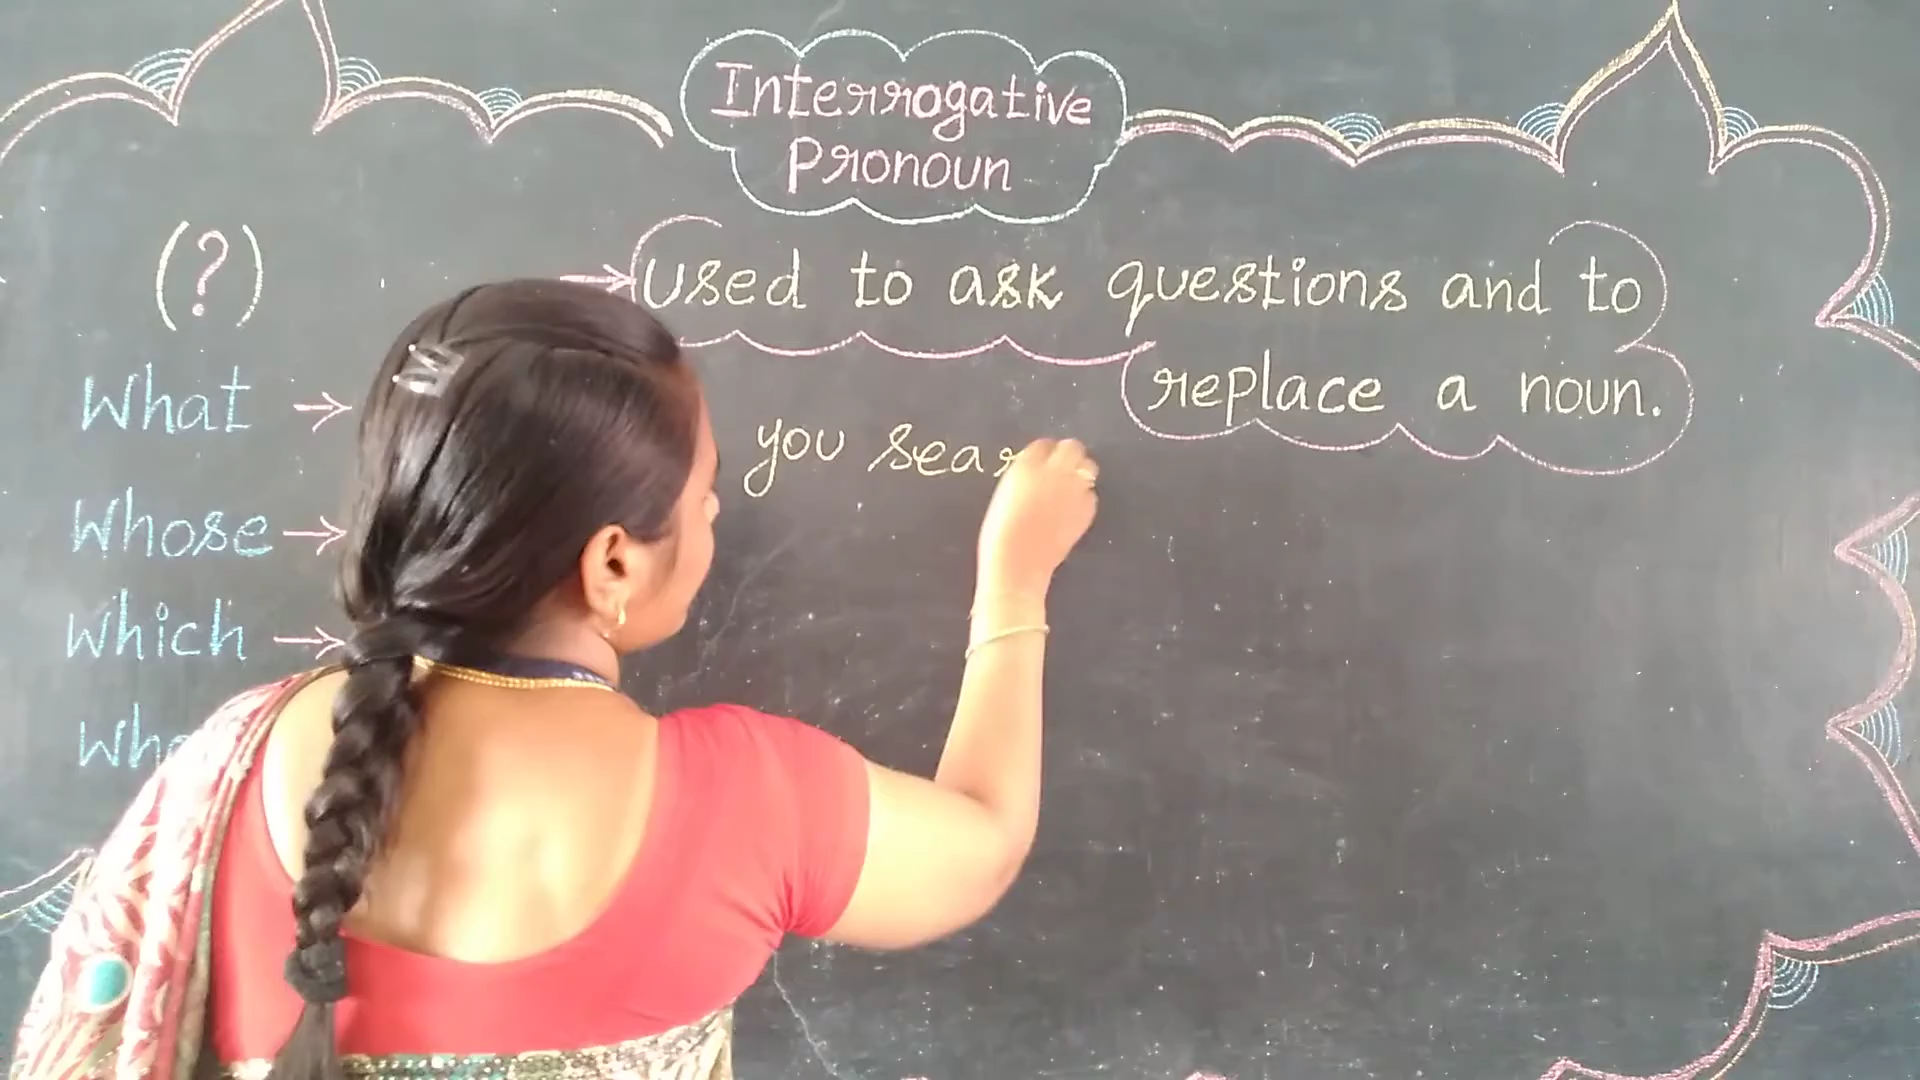 Interrogative
Pronoun
(?) → Used to ask questions and to
replace a noun.
What →
you sear
Whose →
Which →